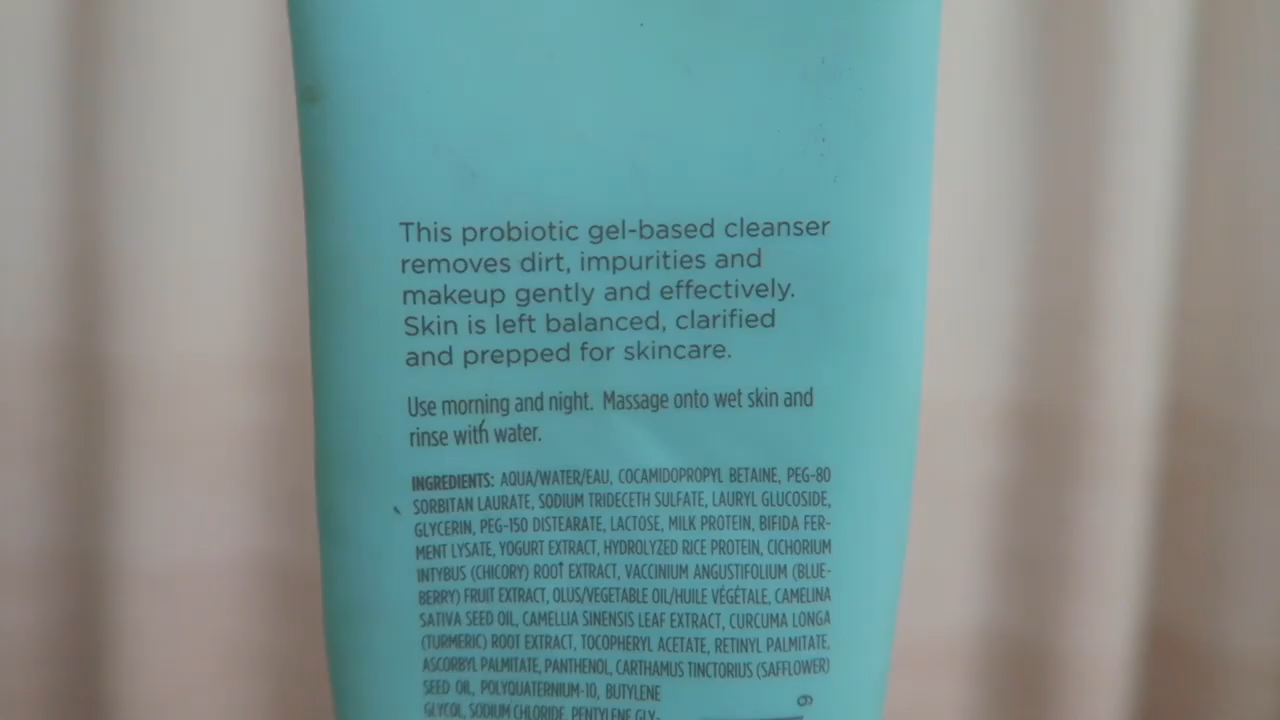 This probiotic gel-based cleanser
removes dirt, impurities and
makeup gently and effectively.
Skin is left balanced, clarified
and prepped for skincare.
Use morning and night. Massage onto wet skin and
rinse with water.
INGREDIENTS: AQUA/WATER/EAU, COCAMIDOPROPYL BETAINE, PEG-80
SORBITAN LAURATE, SODIUM TRIDECETH SULFATE, LAURYL GLUCOSIDE,
GLYCERIN, PEG-150 DISTEARATE, LACTOSE, MILK PROTEIN, BIFIDA FER-
MENT LYSATE, YOGURT EXTRACT, HYDROLYZED RICE PROTEIN, CICHORIUM
INTYBUS (CHICORY) ROOT EXTRACT, VACCINIUM ANGUSTIFOLIUM (BLUE-
BERRY) FRUIT EXTRACT, OLUS/VEGETABLE OIL/HUILE VÉGÉTALE, CAMELINA
SATIVA SEED OIL, CAMELLIA SINENSIS LEAF EXTRACT, CURCUMA LONGA
(TURMERIC) ROOT EXTRACT, TOCOPHERYL ACETATE, RETINYL PALMITATE,
ASCORBYL PALMITATE, PANTHENOL, CARTHAMUS TINCTORIUS (SAFFLOWER)
SEED OIL, POLYQUATERNIUM-10, BUTYLENE
GLYCOL, SODIUM CHLORIDE, PENTYLENE GLY-